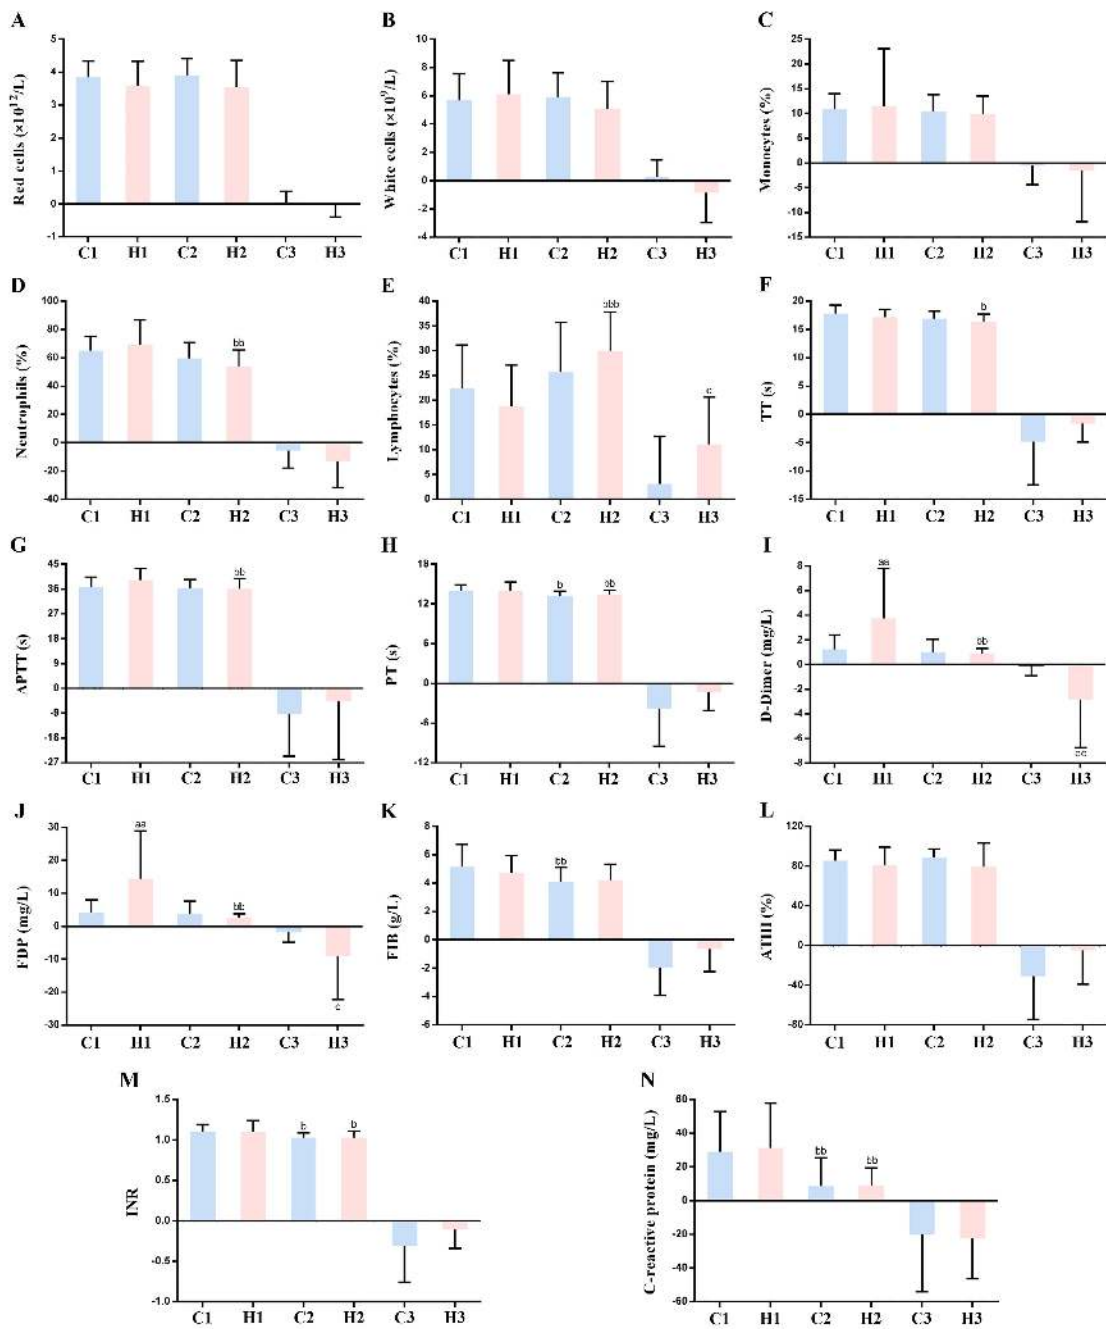 A
Red cells (×10¹²/L)
5
4
3
2
1
0
-1
C1 H1 C2 H2 C3 H3
B
White cells (×10⁹/L)
10
8
6
4
2
0
-2
-4
C1 H1 C2 H2 C3 H3
C
Monocytes (%)
25
20
15
10
5
0
-5
-10
-15
C1 H1 C2 H2 C3 H3
D
Neutrophils (%)
100
80
60
40
20
0
-20
-40
bb
C1 H1 C2 H2 C3 H3
E
Lymphocytes (%)
40
35
30
25
20
15
10
5
0
bbb
c
C1 H1 C2 H2 C3 H3
F
TT (s)
20
15
10
5
0
-5
-10
-15
b
C1 H1 C2 H2 C3 H3
G
APTT (s)
45
36
27
18
9
0
-9
-18
-27
bb
C1 H1 C2 H2 C3 H3
H
PT (s)
18
12
6
0
-6
-12
b
bb
C1 H1 C2 H2 C3 H3
I
D-Dimer (mg/L)
8
6
4
2
0
-2
-4
-6
-8
aa
bb
cc
C1 H1 C2 H2 C3 H3
J
FDP (mg/L)
30
20
10
0
-10
-20
-30
aa
bb
c
C1 H1 C2 H2 C3 H3
K
FIB (g/L)
8
6
4
2
0
-2
-4
-6
bb
C1 H1 C2 H2 C3 H3
L
ATIII (%)
120
80
40
0
-40
-80
C1 H1 C2 H2 C3 H3
M
INR
1.5
1.0
0.5
0.0
-0.5
-1.0
b
b
C1 H1 C2 H2 C3 H3
N
C-reactive protein (mg/L)
60
40
20
0
-20
-40
-60
bb
bb
C1 H1 C2 H2 C3 H3